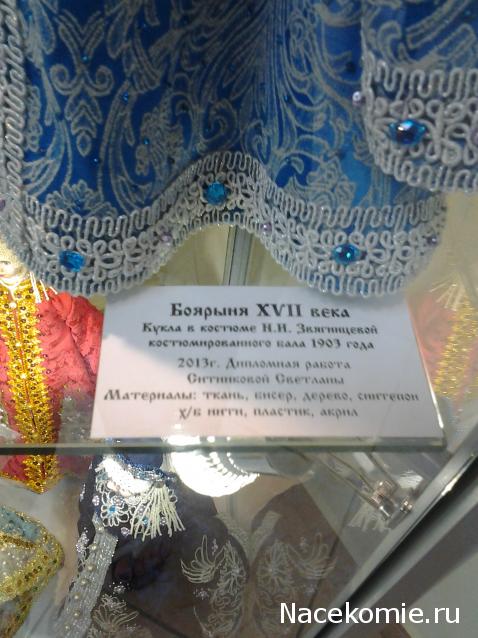 Боярыня XVII века
Кукла в костюме Н.И. Звягинцевой
костюмированного бала 1903 года
2013г. Дипломная работа
Ситниковой Светланы
Материалы: ткань, бисер, дерево, синтепон
х/б нити, пластик, акрил
Nacekomie.ru